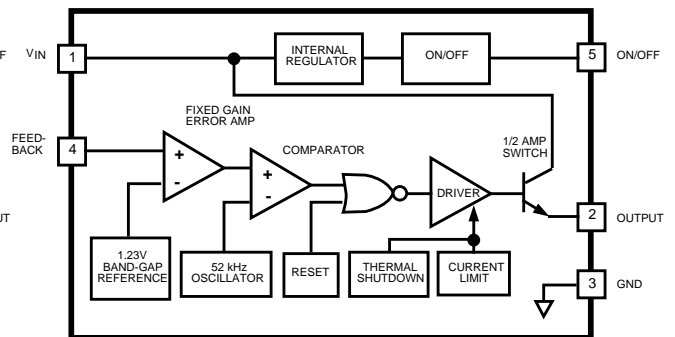 F
VIN
1
INTERNAL
REGULATOR
ON/OFF
5
ON/OFF
FIXED GAIN
ERROR AMP
FEED-
BACK
4
+
-
COMPARATOR
+
-
1/2 AMP
SWITCH
DRIVER
UT
2
OUTPUT
1.23V
BAND-GAP
REFERENCE
52 kHz
OSCILLATOR
RESET
THERMAL
SHUTDOWN
CURRENT
LIMIT
3
GND